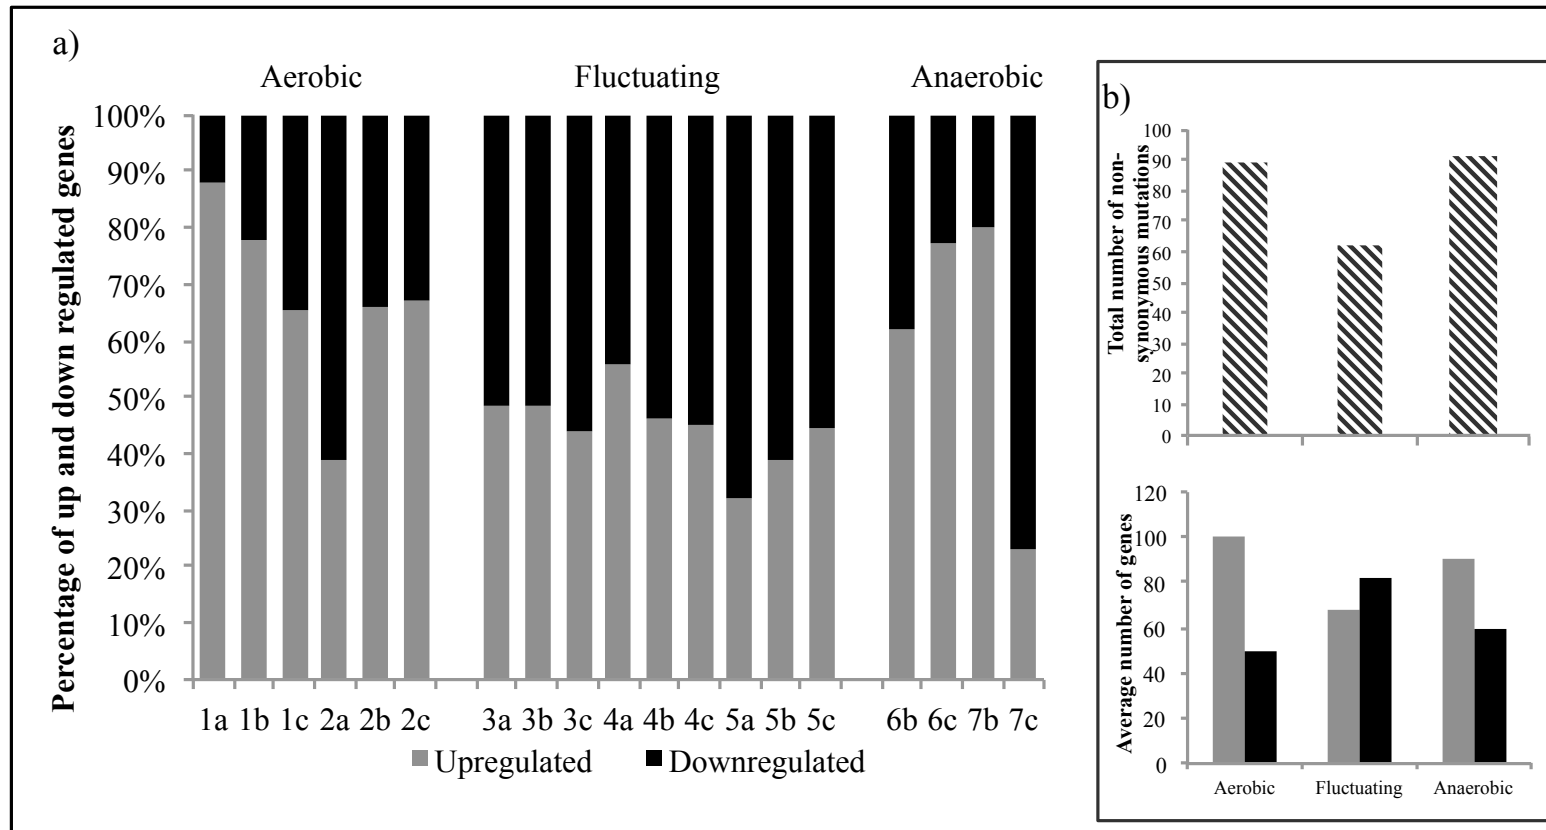 a)
Aerobic Fluctuating Anaerobic
Percentage of up and down regulated genes
100%
90%
80%
70%
60%
50%
40%
30%
20%
10%
0%
1a 1b 1c 2a 2b 2c 3a 3b 3c 4a 4b 4c 5a 5b 5c 6b 6c 7b 7c
Upregulated Downregulated
b)
Total number of non-
synonymous mutations
100
90
80
70
60
50
40
30
20
10
0
Average number of genes
120
100
80
60
40
20
0
Aerobic Fluctuating Anaerobic